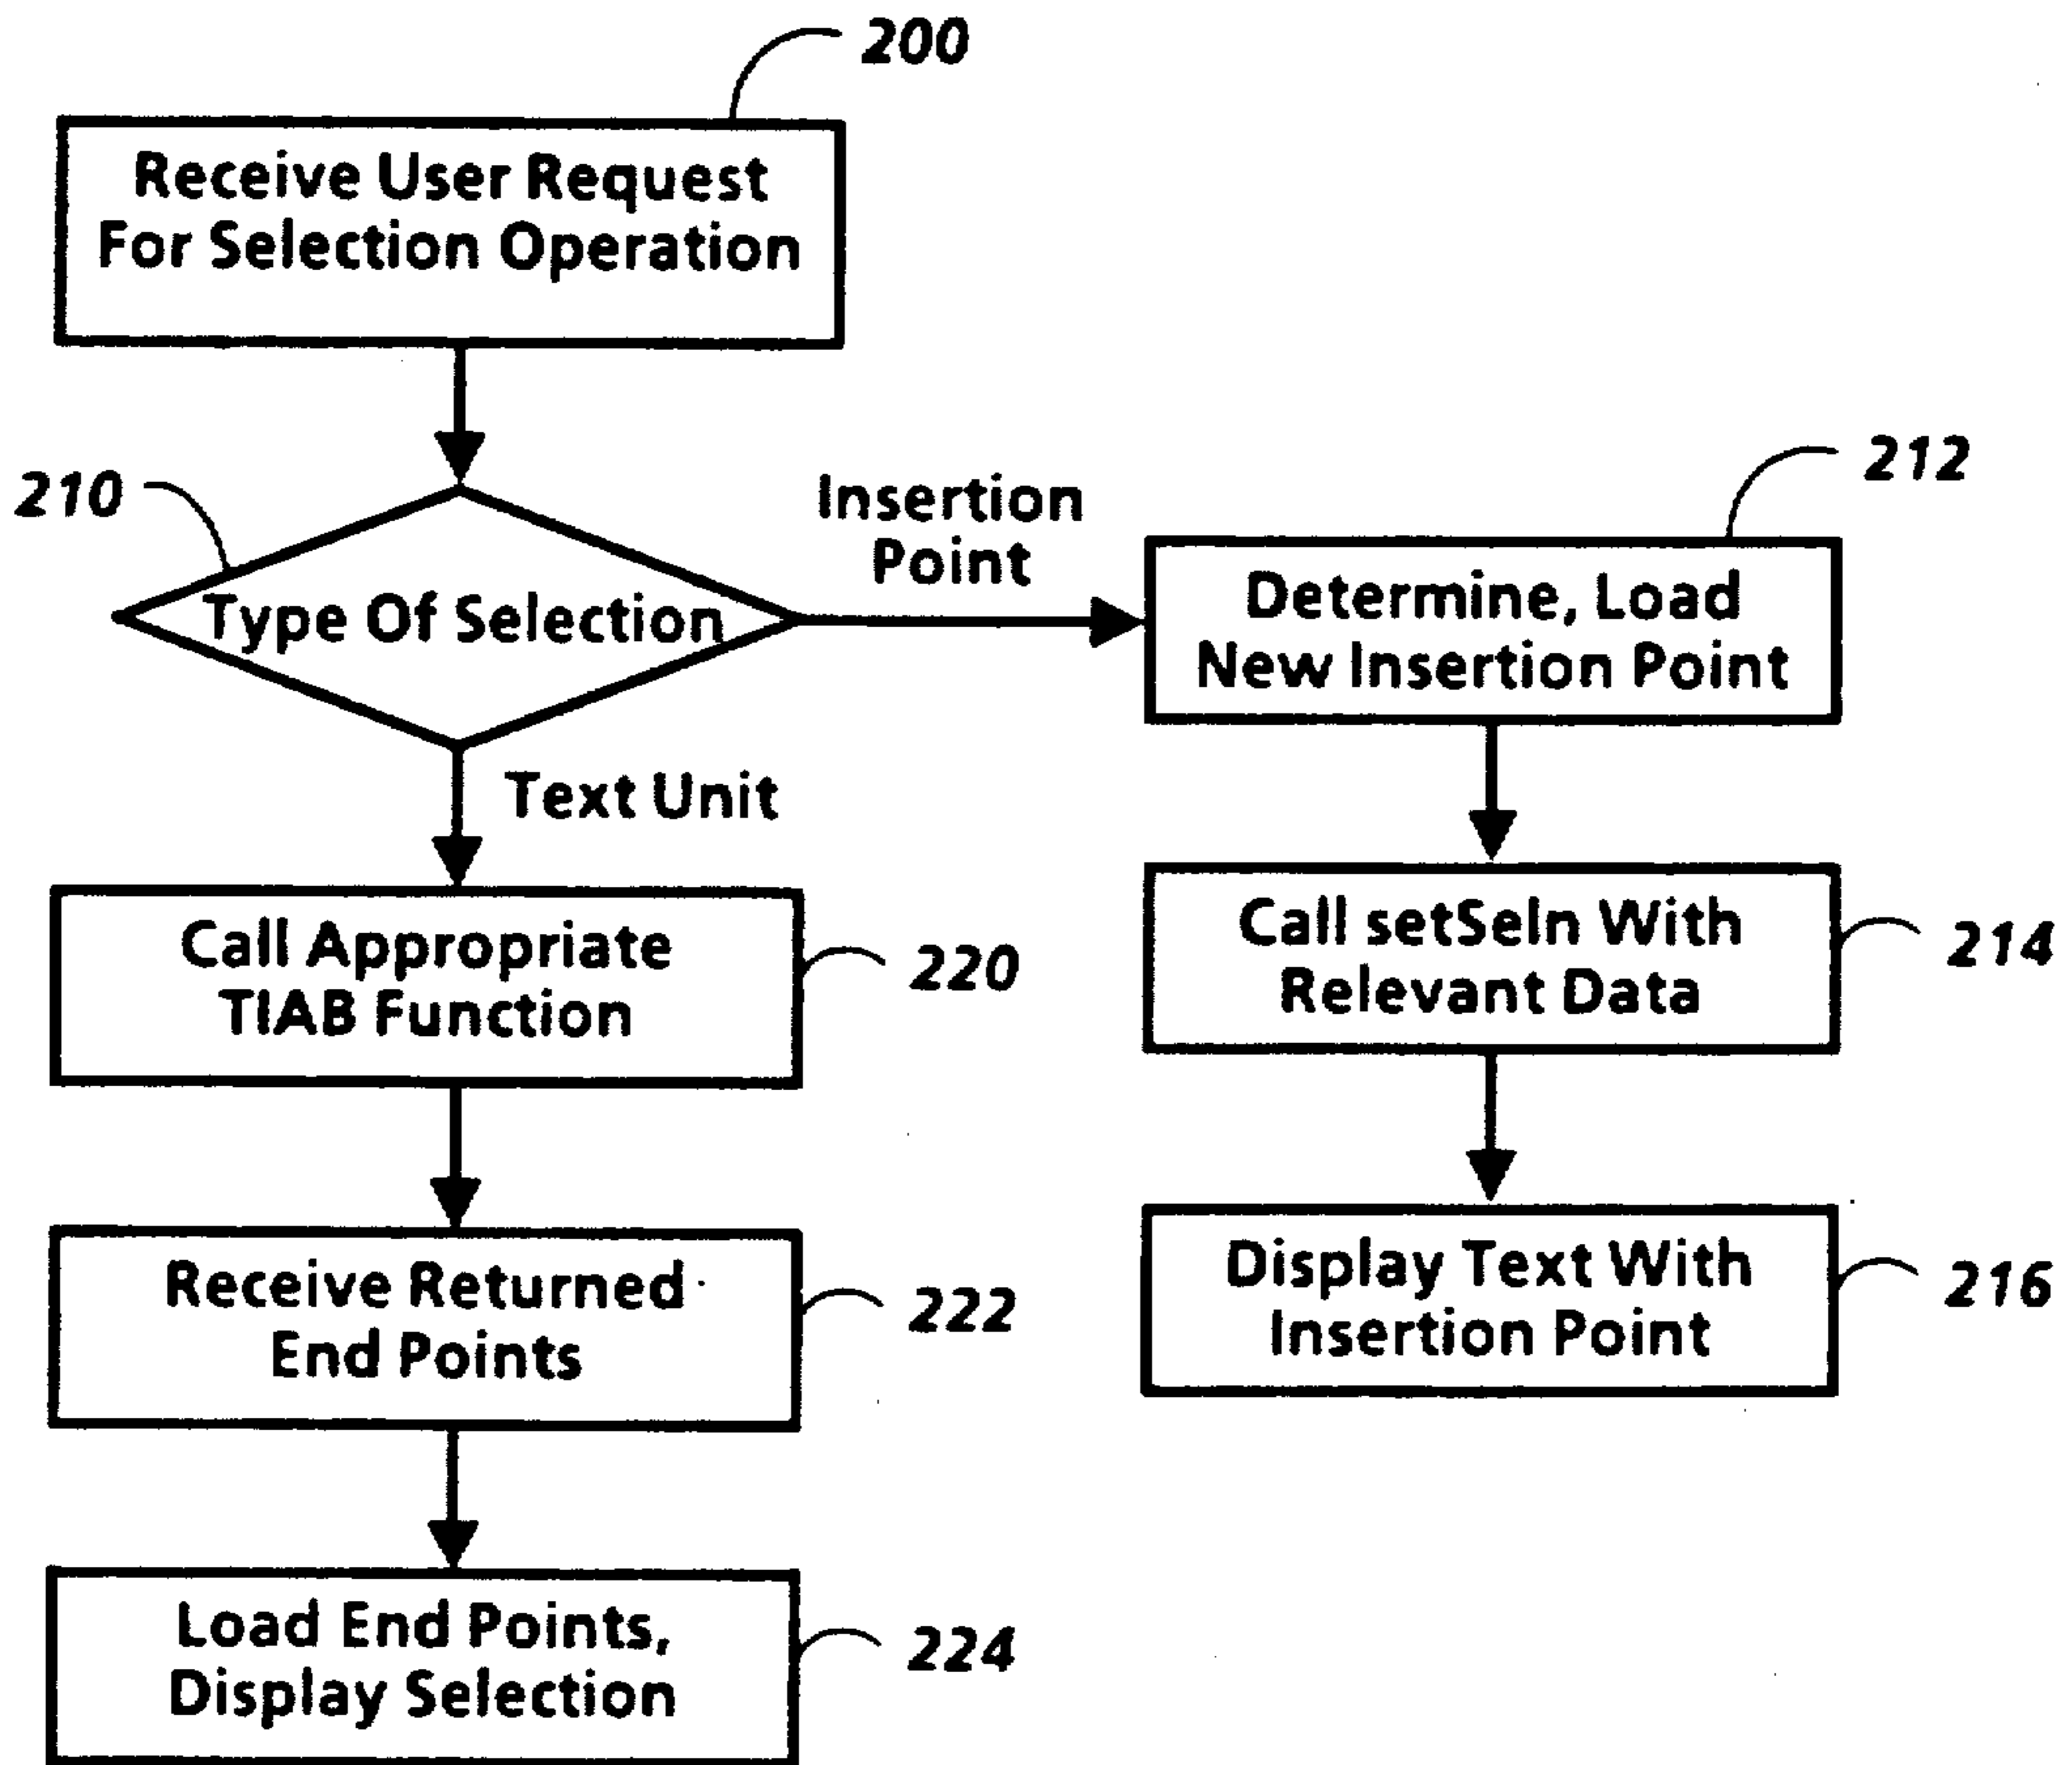 200
Receive User Request
For Selection Operation
210
Type Of Selection
Insertion
Point
212
Determine, Load
New Insertion Point
Text Unit
Call Appropriate
TIAB Function
220
Call setSeln With
Relevant Data
214
Receive Returned
End Points
222
Display Text With
Insertion Point
216
Load End Points,
Display Selection
224